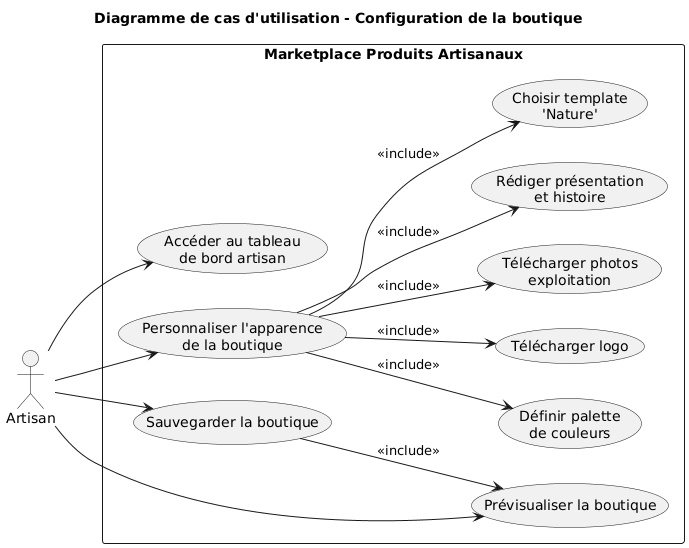 Diagramme de cas d'utilisation - Configuration de la boutique
Marketplace Produits Artisanaux
Choisir template
'Nature'
«include»
Rédiger présentation
et histoire
«include»
Accéder au tableau
de bord artisan
Télécharger photos
exploitation
«include»
Personnaliser l'apparence
de la boutique
«include»
Télécharger logo
«include»
Artisan
Sauvegarder la boutique
Définir palette
de couleurs
«include»
Prévisualiser la boutique